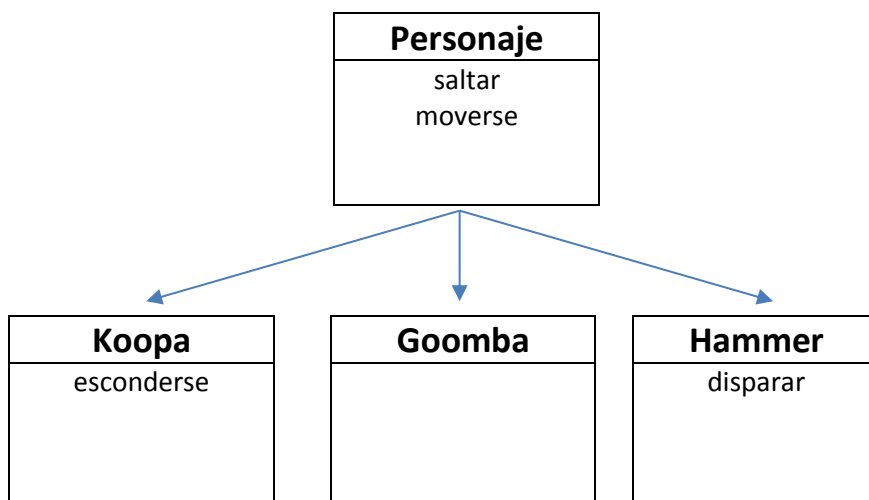 Personaje
saltar
moverse
Koopa
esconderse
Goomba
Hammer
disparar